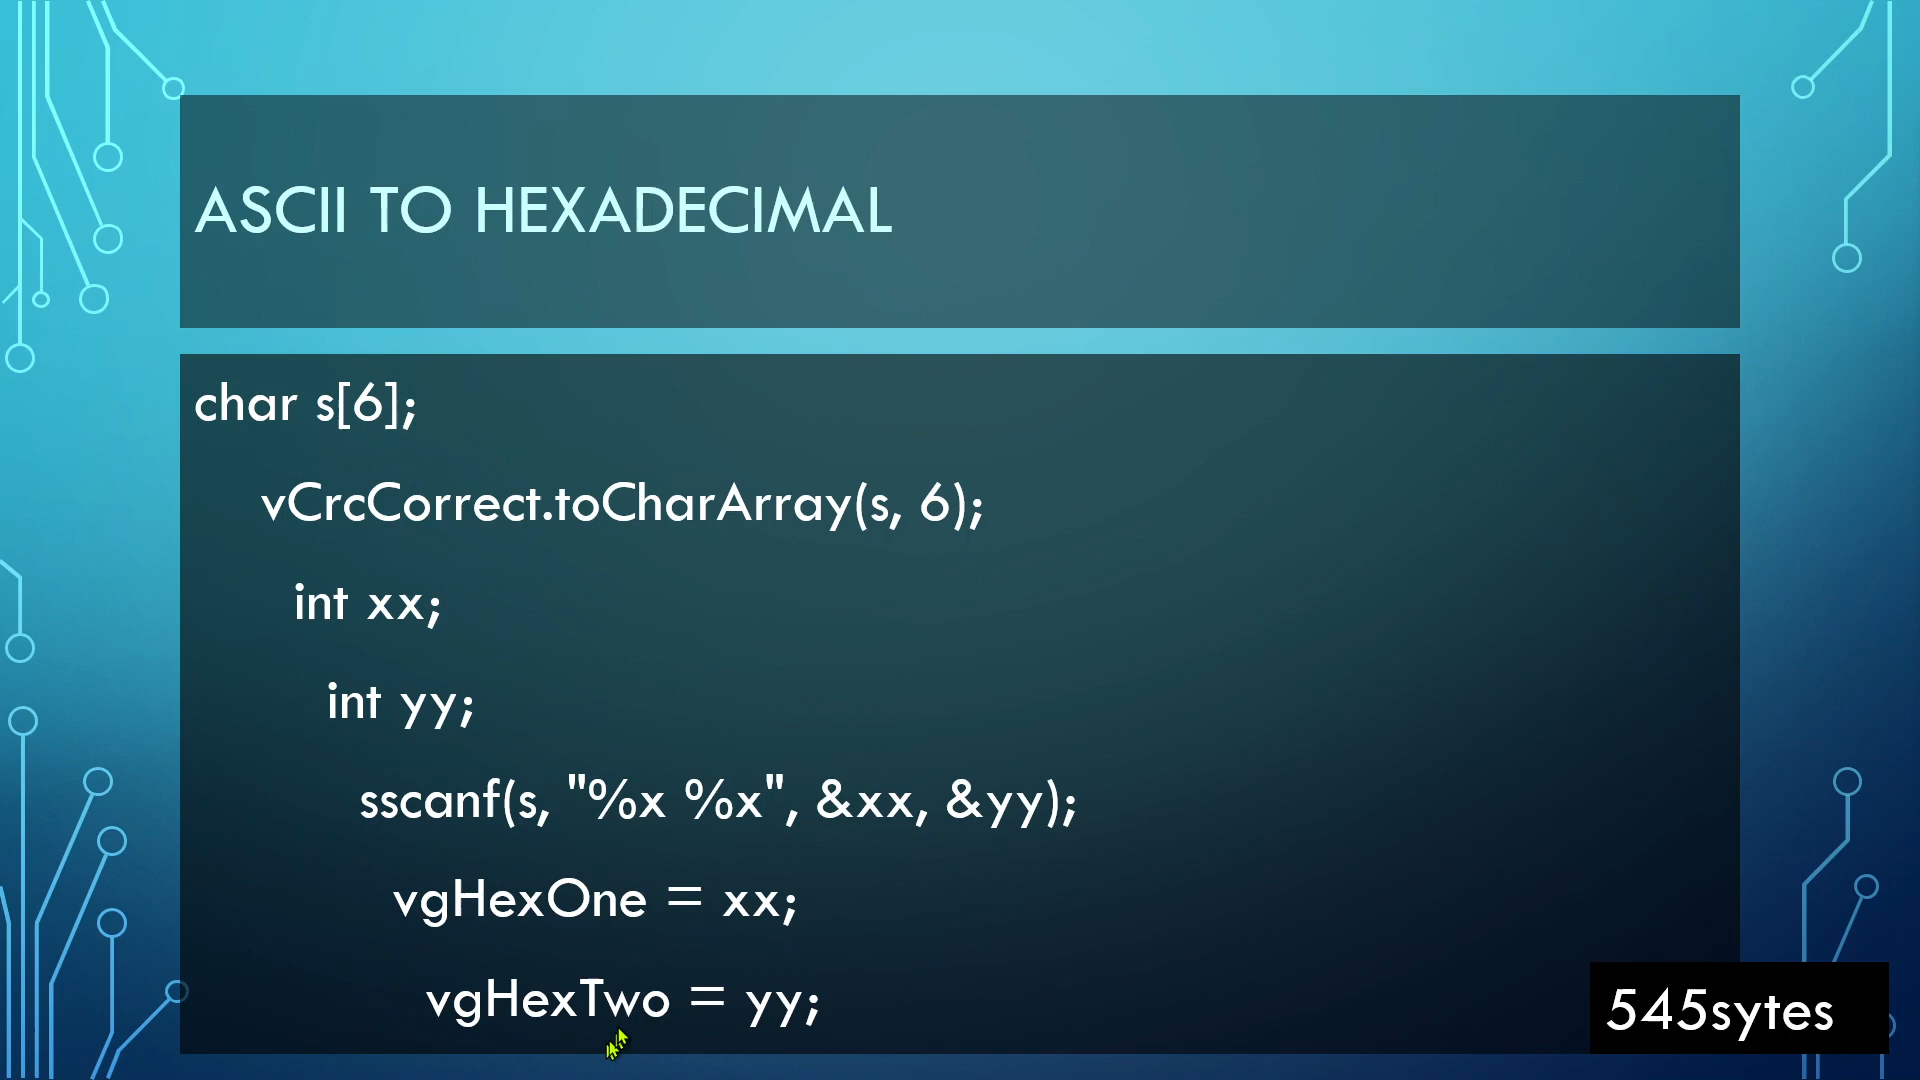 ASCII TO HEXADECIMAL
char s[6];
vCrcCorrect.toCharArray(s, 6);
int xx;
int yy;
sscanf(s, "%x %x", &xx, &yy);
vgHexOne = xx;
vgHexTwo = yy;
545sytes